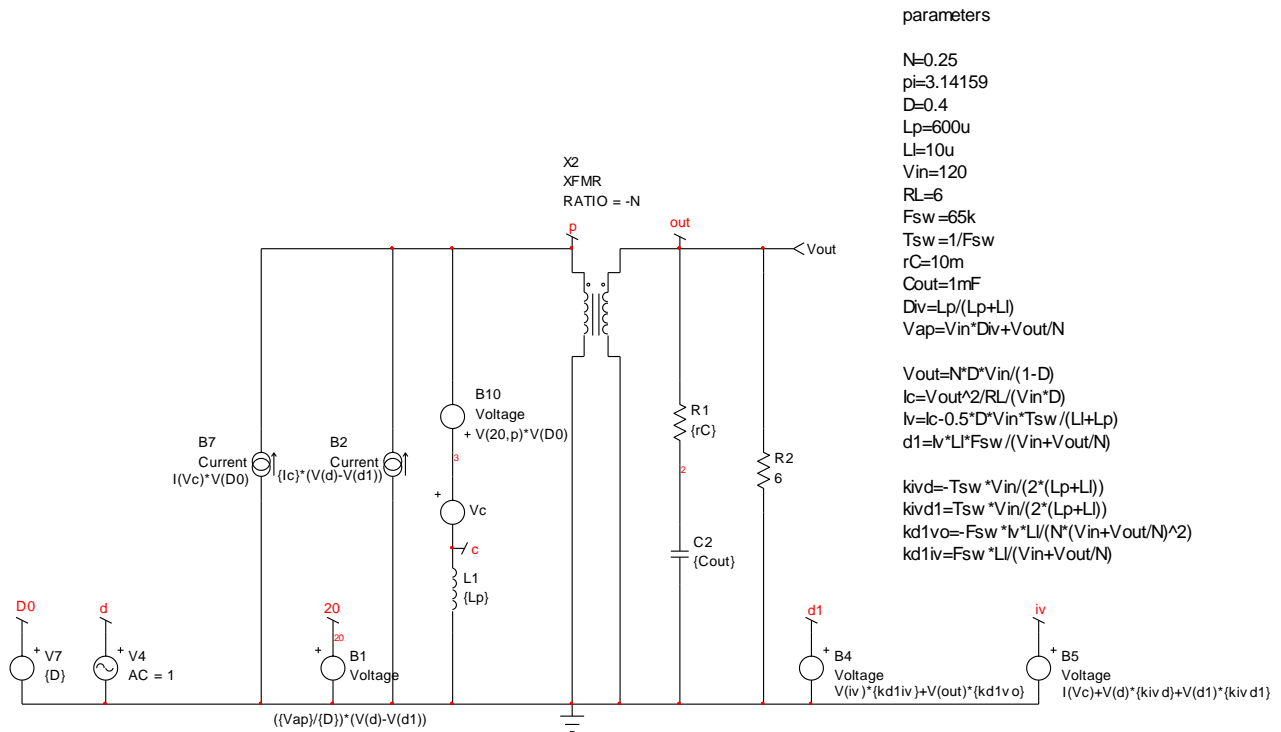 parameters
N=0.25
pi=3.14159
D=0.4
Lp=600u
Ll=10u
Vin=120
RL=6
Fsw=65k
Tsw=1/Fsw
rC=10m
Cout=1mF
Div=Lp/(Lp+Ll)
Vap=Vin*Div+Vout/N
Vout=N*D*Vin/(1-D)
Ic=Vout^2/RL/(Vin*D)
Iv=Ic-0.5*D*Vin*Tsw/(Ll+Lp)
d1=Iv*Ll*Fsw/(Vin+Vout/N)
kivd=-Tsw*Vin/(2*(Lp+Ll))
kivd1=Tsw*Vin/(2*(Lp+Ll))
kd1vo=-Fsw*Iv*Ll/(N*(Vin+Vout/N)^2)
kd1iv=Fsw*Ll/(Vin+Vout/N)
X2
XFMR
RATIO = -N
p
out
Vout
B10
Voltage
+ V(20,p)*V(D0)
3
R1
{rC}
2
B7
Current
I(Vc)*V(D0)
B2
Current
{Ic}*(V(d)-V(d1))
R2
6
+
Vc
c
L1
{Lp}
C2
{Cout}
D0
d
20
20
d1
iv
+
V7
{D}
+
V4
AC = 1
+
B1
Voltage
({Vap}/{D})*(V(d)-V(d1))
+
B4
Voltage
V(iv)*{kd1iv}+V(out)*{kd1vo}
+
B5
Voltage
I(Vc)+V(d)*{kivd}+V(d1)*{kivd1}